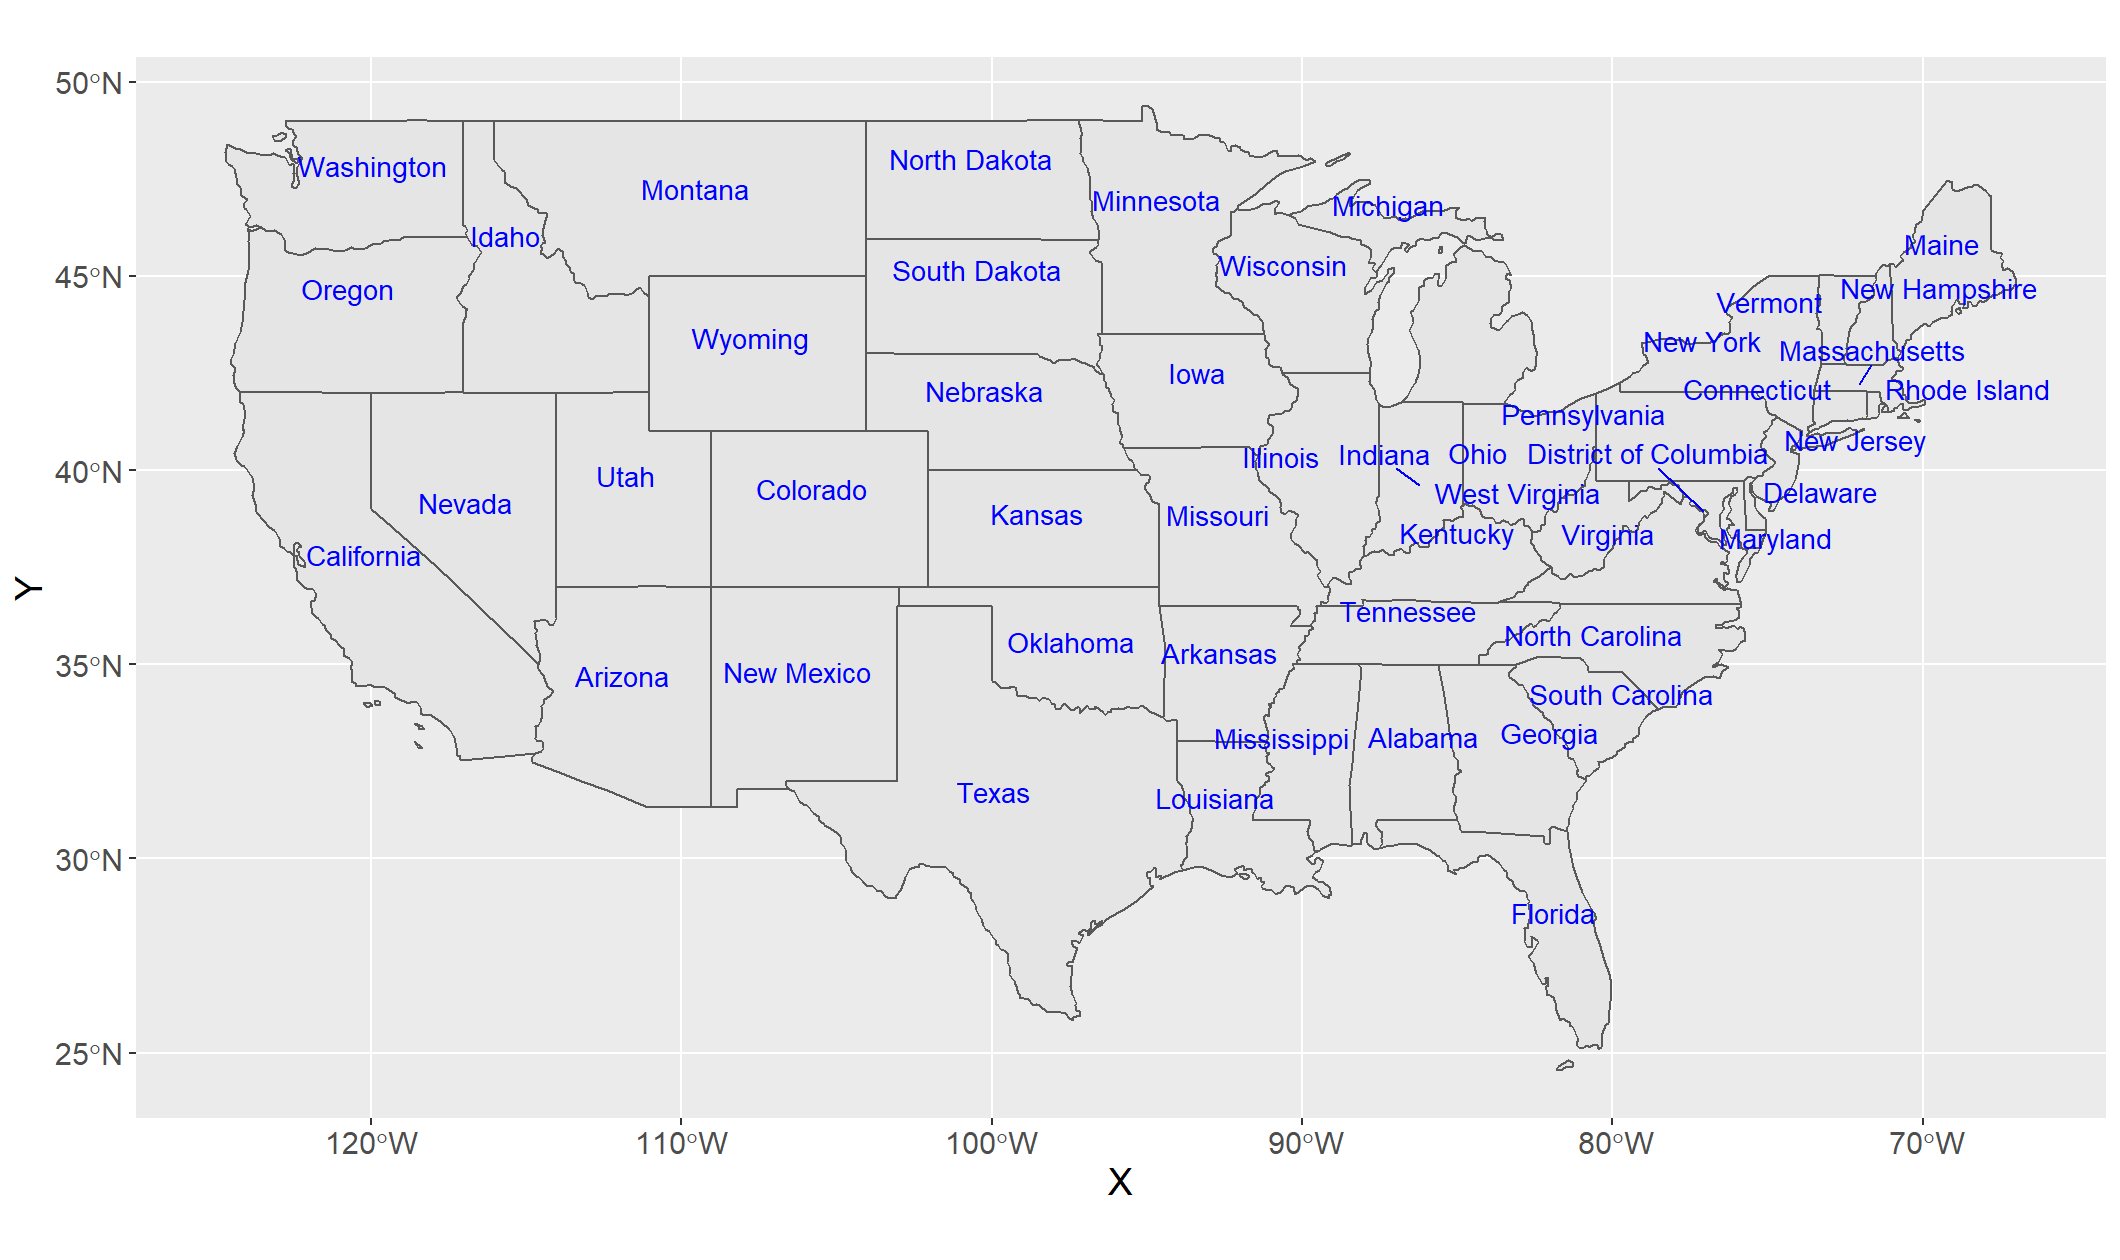 50°N
45°N
40°N
35°N
30°N
25°N
Y
Washington
North Dakota
Montana
Minnesota
Michigan
Idaho
Maine
Wisconsin
South Dakota
Oregon
New Hampshire
Vermont
Wyoming
New York
Massachusetts
Iowa
Nebraska
Connecticut
Rhode Island
Pennsylvania
New Jersey
Illinois
Indiana
Ohio
District of Columbia
Utah
Colorado
West Virginia
Delaware
Nevada
Kansas
Missouri
Kentucky
Virginia
Maryland
California
Tennessee
North Carolina
Oklahoma
Arkansas
New Mexico
Arizona
South Carolina
Georgia
Mississippi
Alabama
Texas
Louisiana
Florida
120°W
110°W
100°W
90°W
80°W
70°W
X